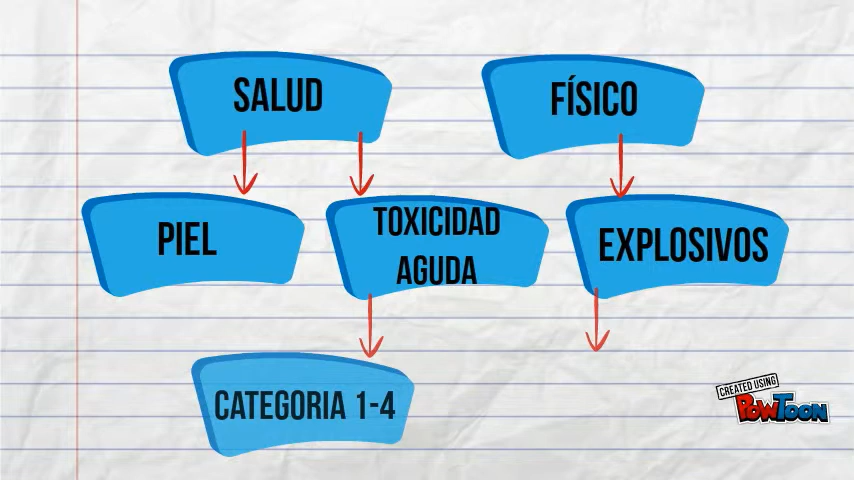 SALUD
FÍSICO
PIEL
TOXICIDAD
AGUDA
EXPLOSIVOS
CATEGORIA 1-4
CREATED USING
POWTOON